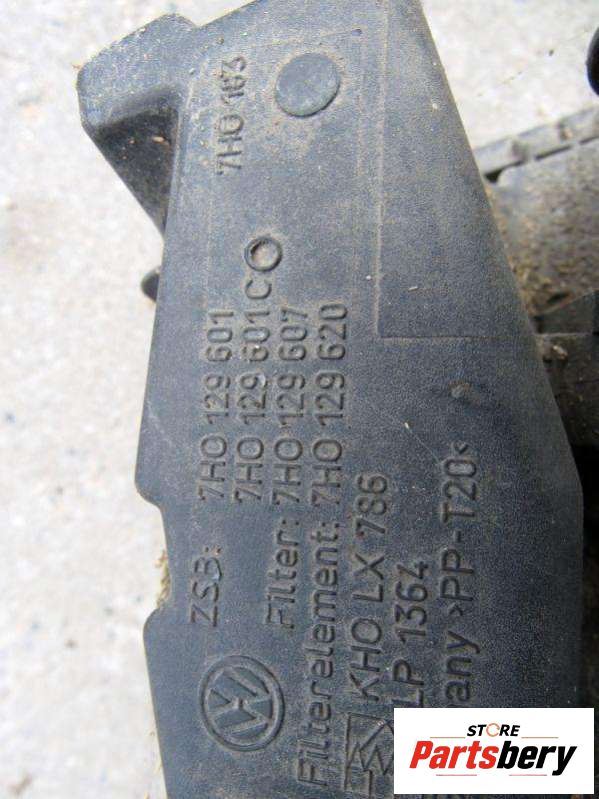 7H0 183
ZSB: 7H0 129 601
7H0 129 601 C
Filter: 7H0 129 607
Filterelement: 7H0 129 620
KHO LX 786
LP 1364
any >PP-T20<
STORE
Partsbery